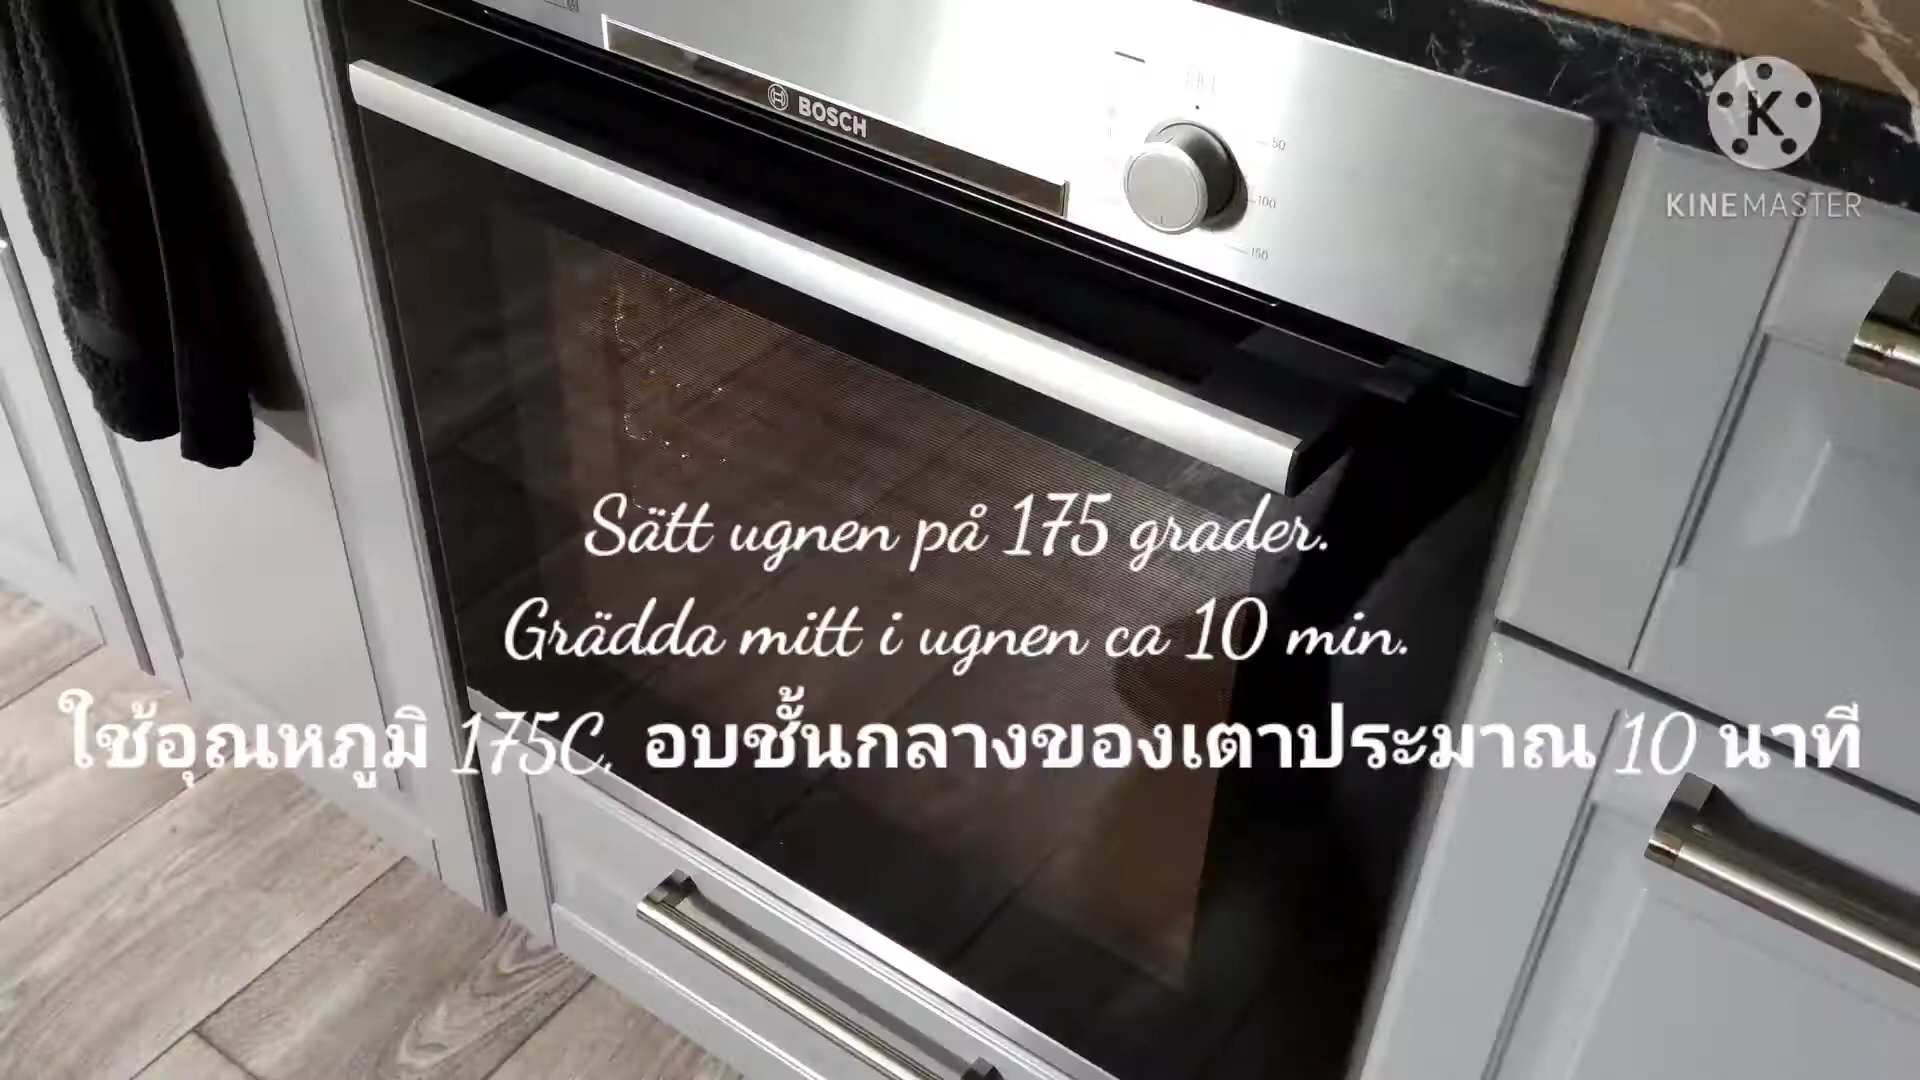 BOSCH
50
100
150
K
KINEMASTER
Sätt ugnen på 175 grader.
Grädda mitt i ugnen ca 10 min.
ใช้อุณหภูมิ 175C, อบชั้นกลางของเตาประมาณ 10 นาที